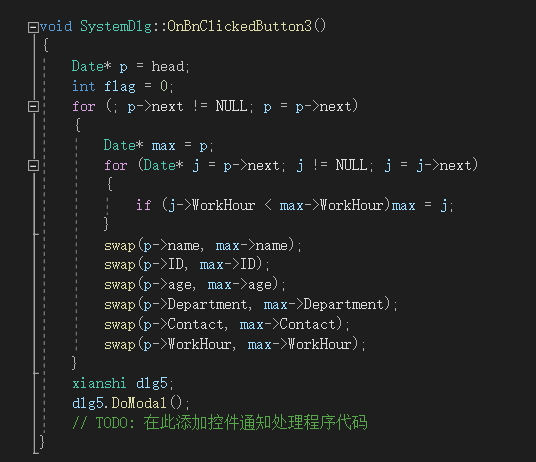 void SystemDlg::OnBnClickedButton3()
{
Date* p = head;
int flag = 0;
for (; p->next != NULL; p = p->next)
{
Date* max = p;
for (Date* j = p->next; j != NULL; j = j->next)
{
if (j->WorkHour < max->WorkHour)max = j;
}
swap(p->name, max->name);
swap(p->ID, max->ID);
swap(p->age, max->age);
swap(p->Department, max->Department);
swap(p->Contact, max->Contact);
swap(p->WorkHour, max->WorkHour);
}
xianshi dlg5;
dlg5.DoModal();
// TODO: 在此添加控件通知处理程序代码
}